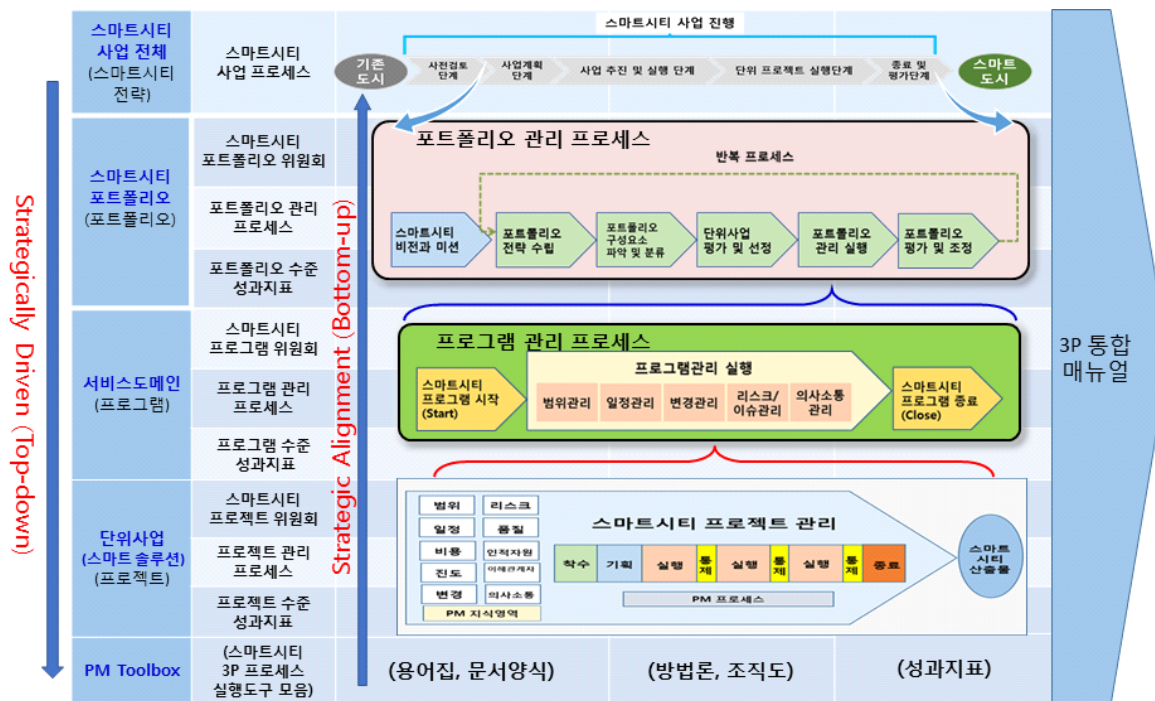 스마트시티
사업 전체
(스마트시티
전략)
스마트시티
사업 프로세스
스마트시티 사업 진행
기존
도시
사전검토
단계
사업계획
단계
사업 추진 및 실행 단계
단위 프로젝트 실행단계
종료 및
평가단계
스마트
도시
Strategically Driven (Top-down)
Strategic Alignment (Bottom-up)
스마트시티
포트폴리오
(포트폴리오)
스마트시티
포트폴리오 위원회
포트폴리오 관리
프로세스
포트폴리오 수준
성과지표
포트폴리오 관리 프로세스
반복 프로세스
스마트시티
비전과 미션
포트폴리오
전략 수립
포트폴리오
구성요소
파악 및 분류
단위사업
평가 및 선정
포트폴리오
관리 실행
포트폴리오
평가 및 조정
서비스도메인
(프로그램)
스마트시티
프로그램 위원회
프로그램 관리
프로세스
프로그램 수준
성과지표
프로그램 관리 프로세스
스마트시티
프로그램 시작
(Start)
프로그램관리 실행
범위관리
일정관리
변경관리
리스크/
이슈관리
의사소통
관리
스마트시티
프로그램 종료
(Close)
단위사업
(스마트 솔루션)
(프로젝트)
스마트시티
프로젝트 위원회
프로젝트 관리
프로세스
프로젝트 수준
성과지표
범위
리스크
일정
품질
비용
인적자원
진도
이해관계자
변경
의사소통
PM 지식영역
스마트시티 프로젝트 관리
착수
기획
실행
통제
실행
통제
실행
통제
종료
PM 프로세스
스마트
시티
산출물
PM Toolbox
(스마트시티
3P 프로세스
실행도구 모음)
(용어집, 문서양식)
(방법론, 조직도)
(성과지표)
3P 통합
매뉴얼